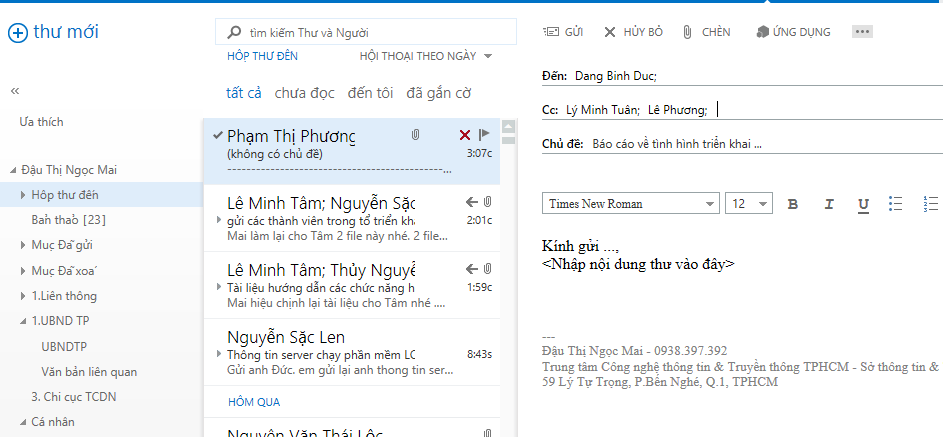 thư mới
«
Ưa thích
Đậu Thị Ngọc Mai
Hộp thư đến
Bản thảo [23]
Mục Đã gửi
Mục Đã xóa
1.Liên thông
1.UBND TP
UBNDTP
Văn bản liên quan
3. Chi cục TCDN
Cá nhân
tìm kiếm Thư và Người
HỘP THƯ ĐẾN HỘI THOẠI THEO NGÀY
tất cả chưa đọc đến tôi đã gắn cờ
Phạm Thị Phương
(không có chủ đề) 3:07c
---------------------------------------------...
Lê Minh Tâm; Nguyễn Sặc
gửi các thành viên trong tổ triển kha 2:01c
Mai làm lại cho Tâm 2 file này nhé. 2 file...
Lê Minh Tâm; Thủy Nguyễ
Tài liệu hướng dẫn các chức năng h 1:59c
Mai hiệu chịnh lại tài liệu cho Tâm nhé ....
Nguyễn Sặc Len
Thông tin server chạy phần mềm LC 8:43s
Gửi anh Đức. em gửi lại anh thong tin ser...
HÔM QUA
Nguyễn Văn Thái Lộc
GỬI HỦY BỎ CHÈN ỨNG DỤNG ...
Đến: Dang Binh Duc;
Cc: Lý Minh Tuân; Lê Phương;
Chủ đề: Báo cáo về tình hình triển khai ...
Times New Roman 12 B I U
Kính gửi ...,
<Nhập nội dung thư vào đây>
---
Đậu Thị Ngọc Mai - 0938.397.392
Trung tâm Công nghệ thông tin & Truyền thông TPHCM - Sở thông tin &
59 Lý Tự Trọng, P.Bến Nghé, Q.1, TPHCM